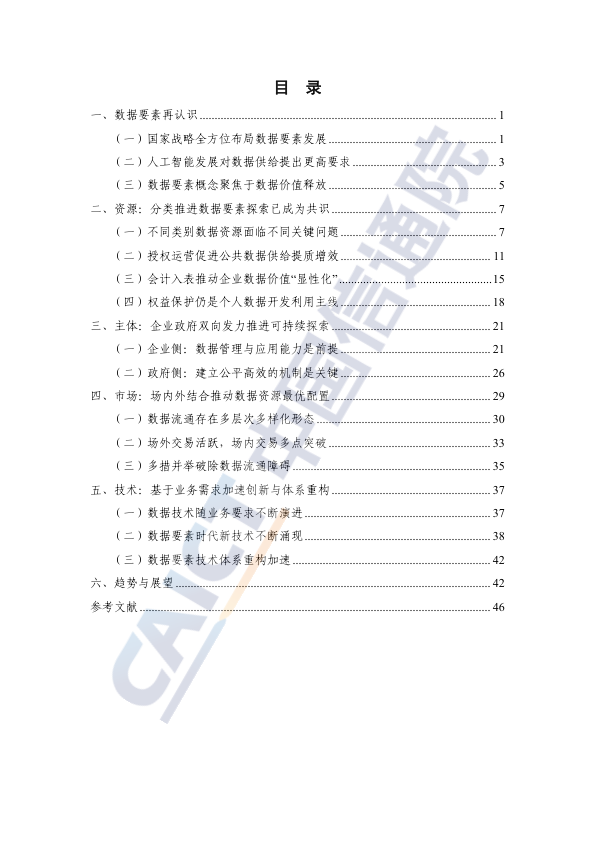 目 录
一、数据要素再认识 1
（一）国家战略全方位布局数据要素发展 1
（二）人工智能发展对数据供给提出更高要求 3
（三）数据要素概念聚焦于数据价值释放 5
二、资源：分类推进数据要素探索已成为共识 7
（一）不同类别数据资源面临不同关键问题 7
（二）授权运营促进公共数据供给提质增效 11
（三）会计入表推动企业数据价值“显性化” 15
（四）权益保护仍是个人数据开发利用主线 18
三、主体：企业政府双向发力推进可持续探索 21
（一）企业侧：数据管理与应用能力是前提 21
（二）政府侧：建立公平高效的机制是关键 26
四、市场：场内外结合推动数据资源最优配置 29
（一）数据流通存在多层次多样化形态 30
（二）场外交易活跃，场内交易多点突破 33
（三）多措并举破除数据流通障碍 35
五、技术：基于业务需求加速创新与体系重构 37
（一）数据技术随业务要求不断演进 37
（二）数据要素时代新技术不断涌现 38
（三）数据要素技术体系重构加速 42
六、趋势与展望 42
参考文献 46
CAICT 中国信通院